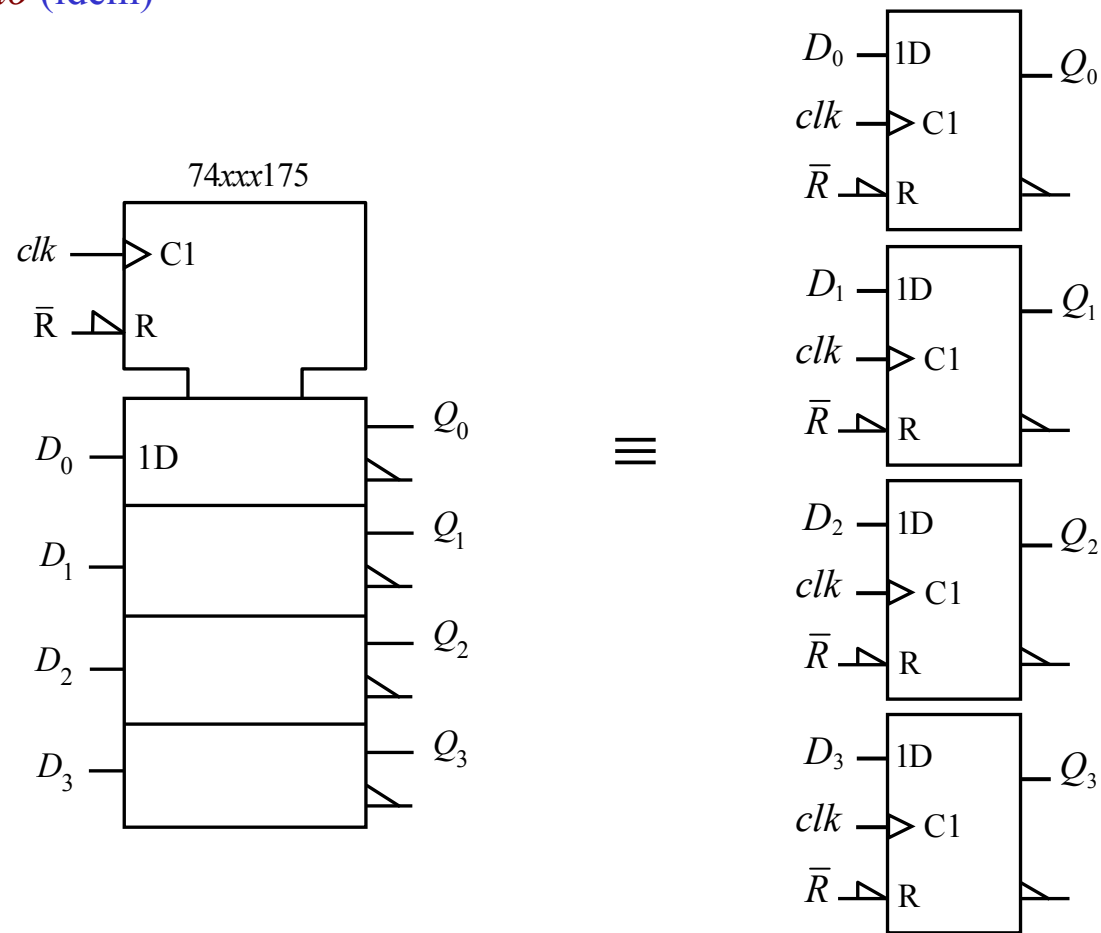 (idem)
74xxx175
clk C1
R̅ R
D₀ 1D Q₀
D₁ Q₁
D₂ Q₂
D₃ Q₃
≡
D₀ 1D Q₀
clk C1
R̅ R
D₁ 1D Q₁
clk C1
R̅ R
D₂ 1D Q₂
clk C1
R̅ R
D₃ 1D Q₃
clk C1
R̅ R